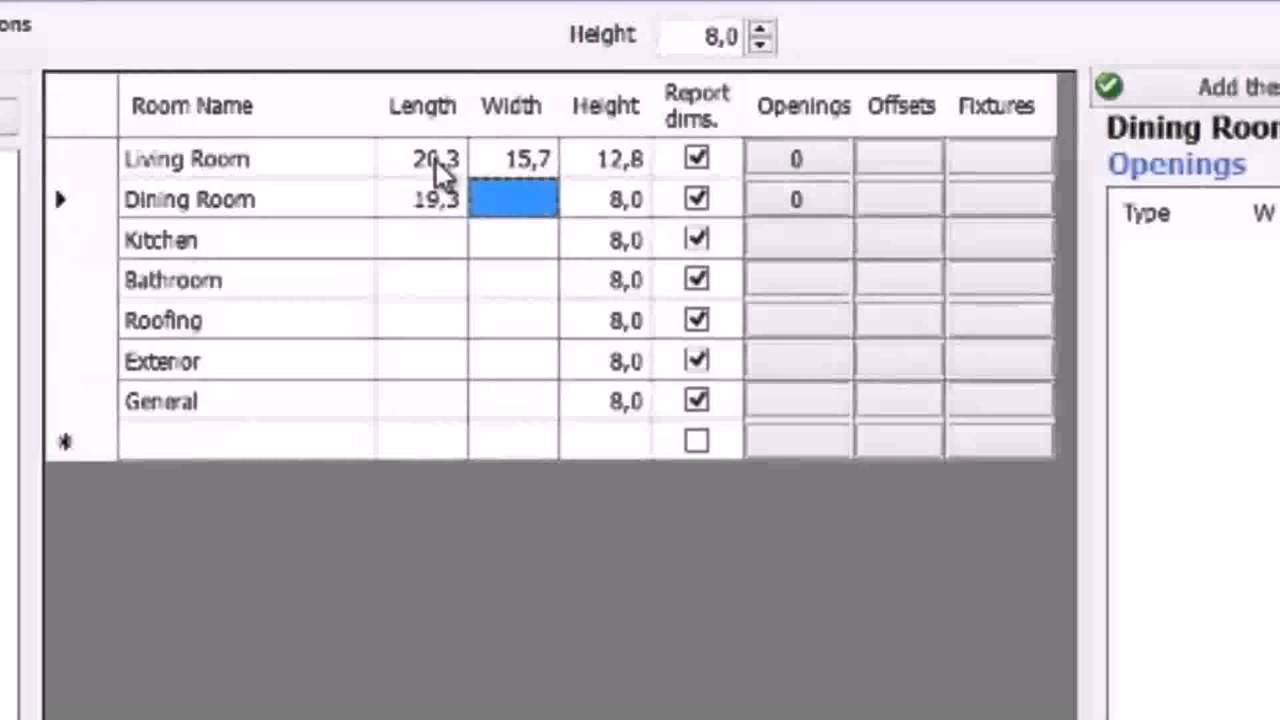 ons
Height 8,0
Room Name Length Width Height Report dims. Openings Offsets Fixtures
Living Room 20,3 15,7 12,8 0
Dining Room 19,3 8,0 0
Kitchen 8,0
Bathroom 8,0
Roofing 8,0
Exterior 8,0
General 8,0
Add the
Dining Roo
Openings
Type W